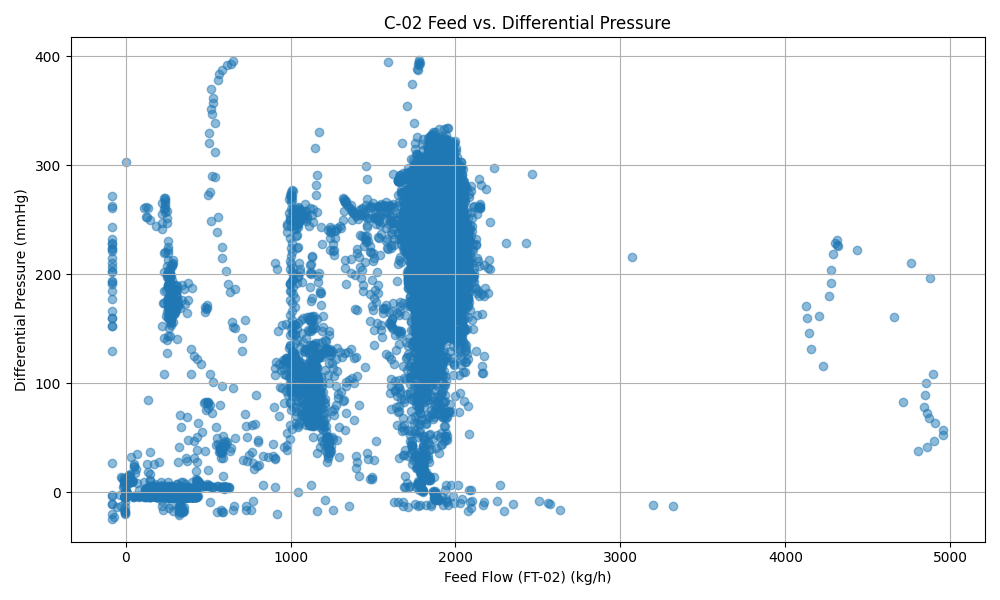 C-02 Feed vs. Differential Pressure
Differential Pressure (mmHg)
400
300
200
100
0
0 1000 2000 3000 4000 5000
Feed Flow (FT-02) (kg/h)